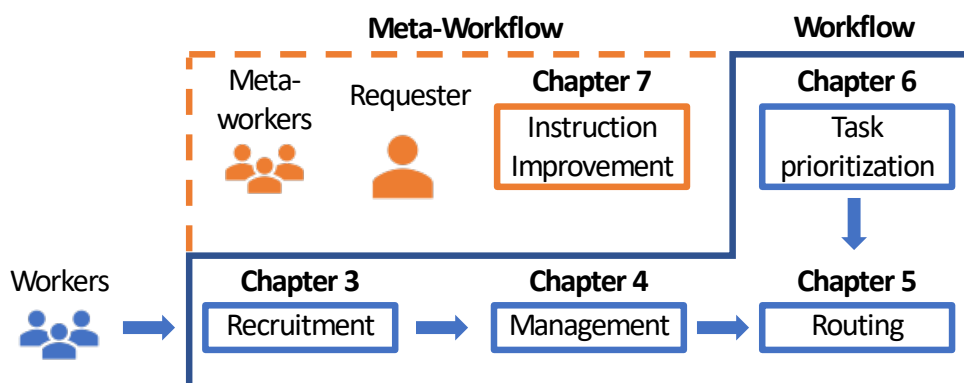 Meta-Workflow
Workflow
Meta-
workers
Requester
Chapter 7
Instruction
Improvement
Chapter 6
Task
prioritization
Workers
Chapter 3
Recruitment
Chapter 4
Management
Chapter 5
Routing